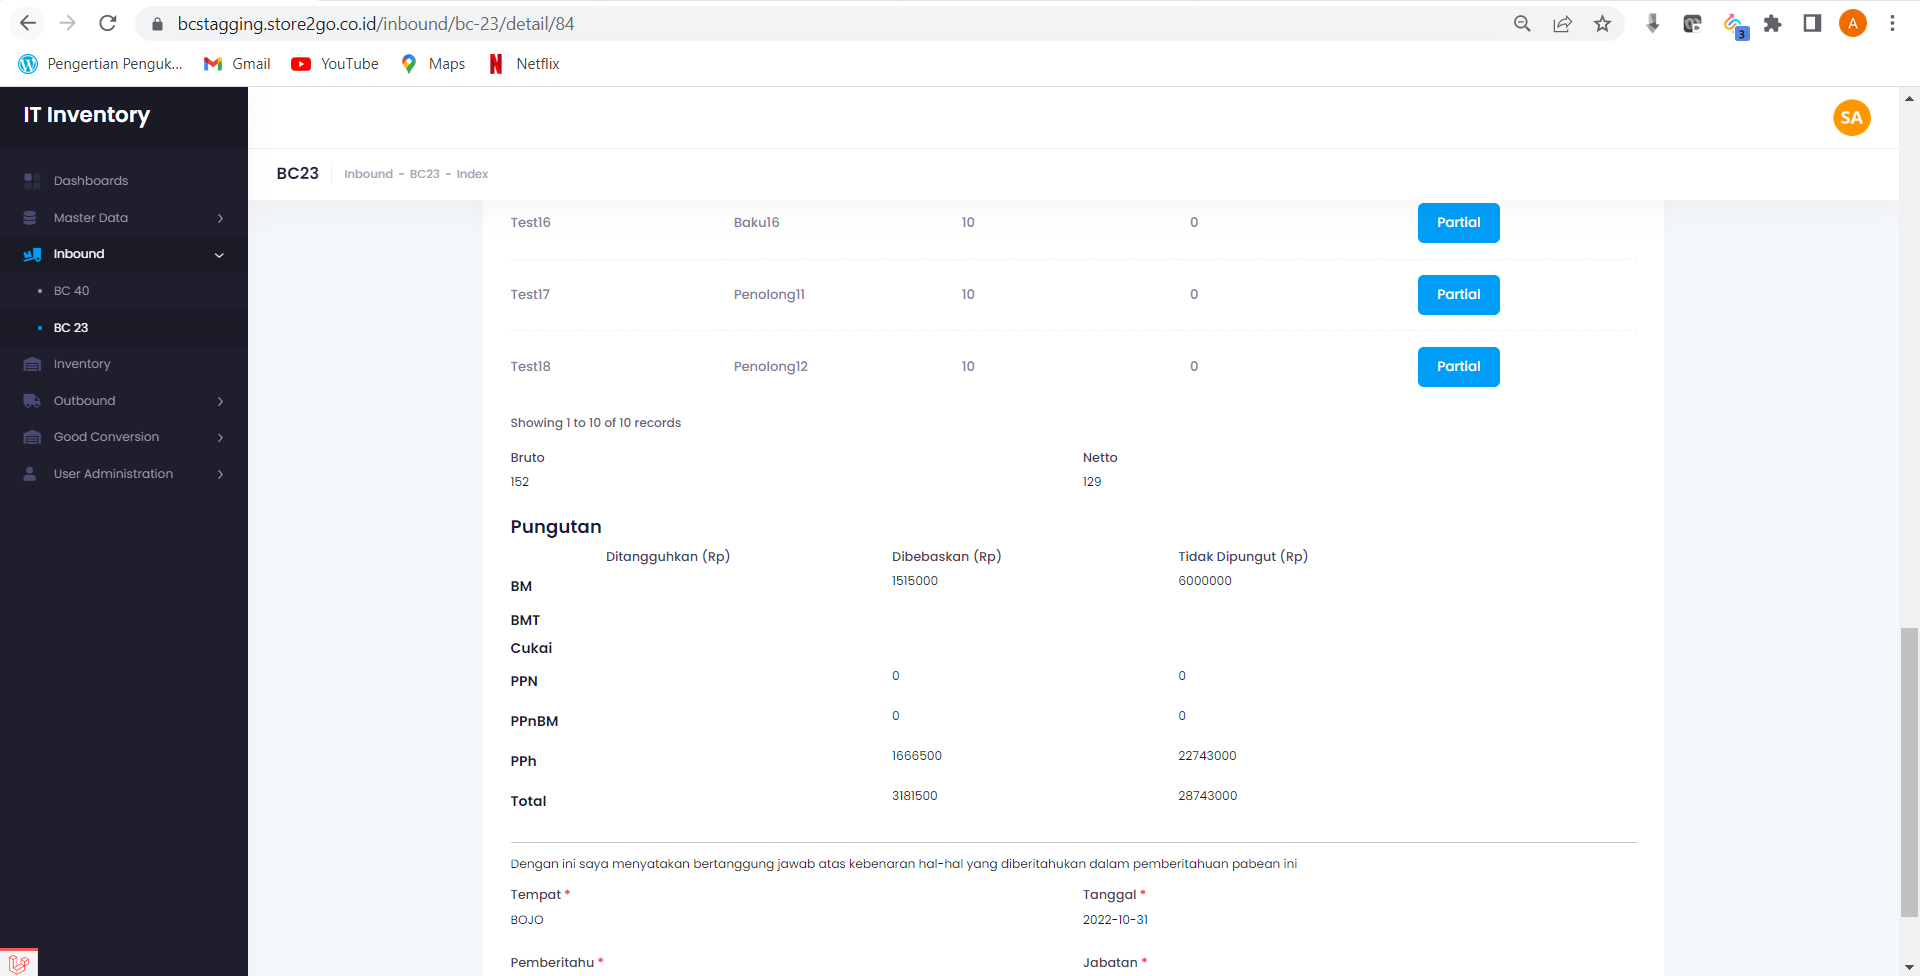 bcstagging.store2go.co.id/inbound/bc-23/detail/84
3
A
Pengertian Penguk...
Gmail
YouTube
Maps
Netflix
IT Inventory
SA
BC23
Inbound - BC23 - Index
Dashboards
Master Data
Inbound
BC 40
BC 23
Inventory
Outbound
Good Conversion
User Administration
Test16 Baku16 10 0 Partial
Test17 Penolong11 10 0 Partial
Test18 Penolong12 10 0 Partial
Showing 1 to 10 of 10 records
Bruto Netto
152 129
Pungutan
Ditangguhkan (Rp) Dibebaskan (Rp) Tidak Dipungut (Rp)
BM 1515000 6000000
BMT
Cukai
PPN 0 0
PPnBM 0 0
PPh 1666500 22743000
Total 3181500 28743000
Dengan ini saya menyatakan bertanggung jawab atas kebenaran hal-hal yang diberitahukan dalam pemberitahuan pabean ini
Tempat * Tanggal *
BOJO 2022-10-31
Pemberitahu * Jabatan *